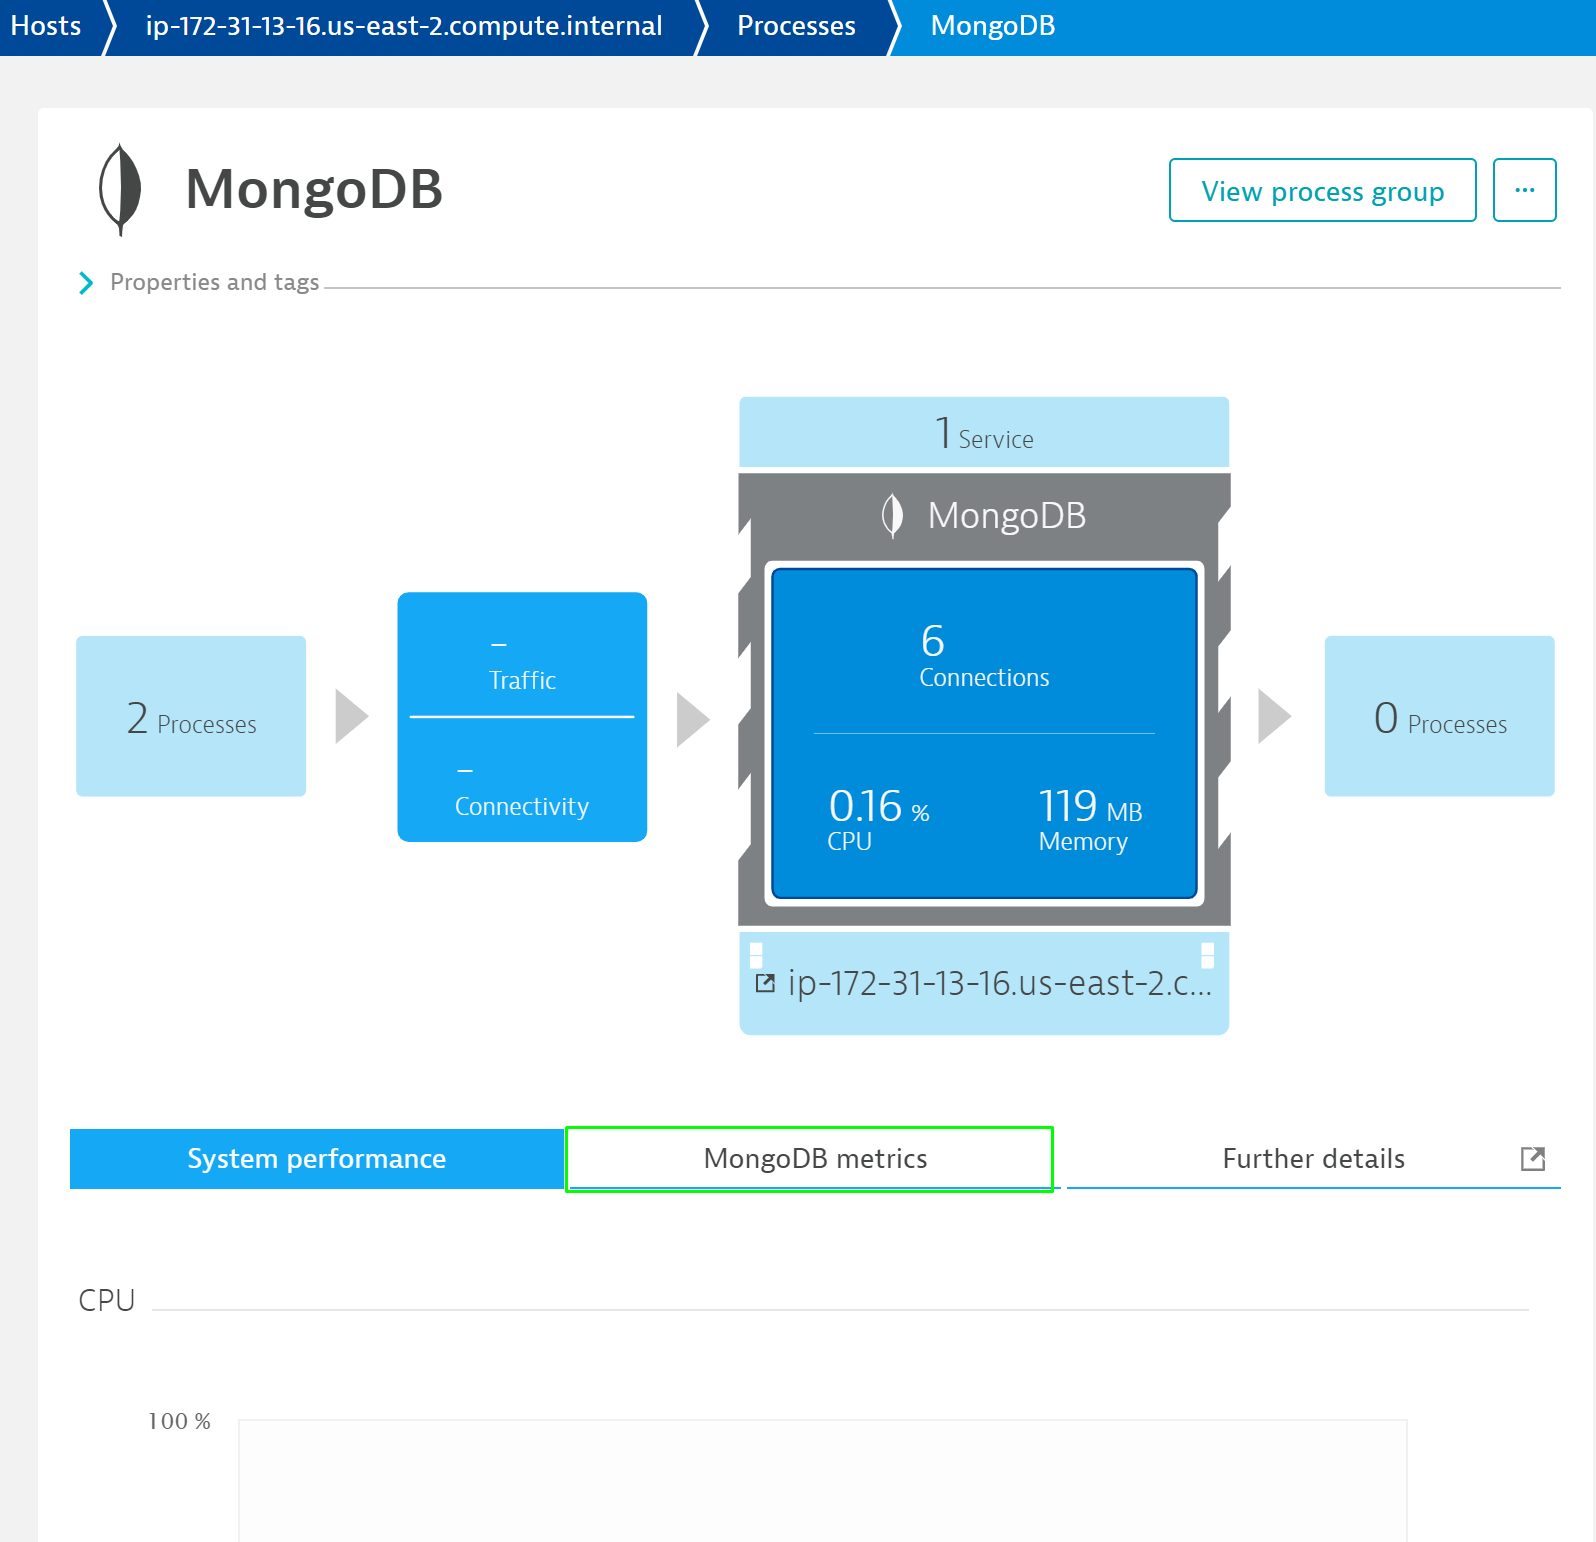 Hosts ip-172-31-13-16.us-east-2.compute.internal Processes MongoDB
MongoDB
View process group
...
Properties and tags
1 Service
MongoDB
2 Processes
– Traffic
– Connectivity
6
Connections
0.16 %
CPU
119 MB
Memory
0 Processes
ip-172-31-13-16.us-east-2.c...
System performance
MongoDB metrics
Further details
CPU
100 %